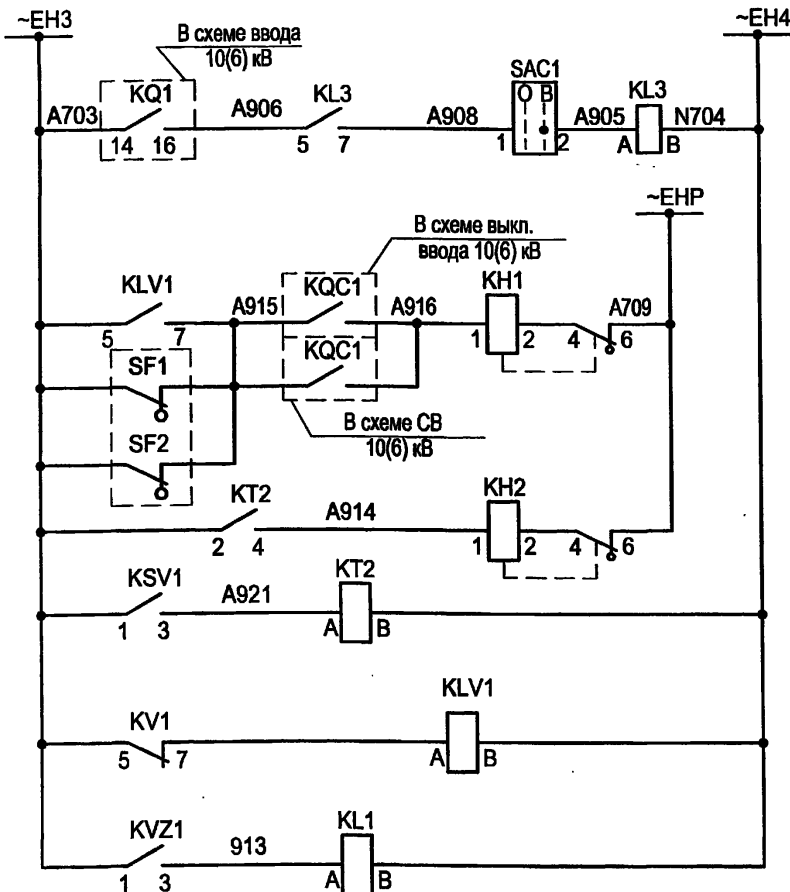 ~EH3
~EH4
В схеме ввода
10(6) кВ
SAC1
O B
A703
KQ1
A906
KL3
A908
A905
KL3
N704
14 16
5 7
1 2
A B
~EHP
В схеме выкл.
ввода 10(6) кВ
KLV1
A915
KQC1
A916
KH1
A709
5 7
1 2
4 6
SF1
KQC1
В схеме СВ
10(6) кВ
SF2
KT2
A914
KH2
2 4
1 2
4 6
KSV1
A921
KT2
1 3
A B
KLV1
KV1
5 7
A B
KVZ1
913
KL1
1 3
A B